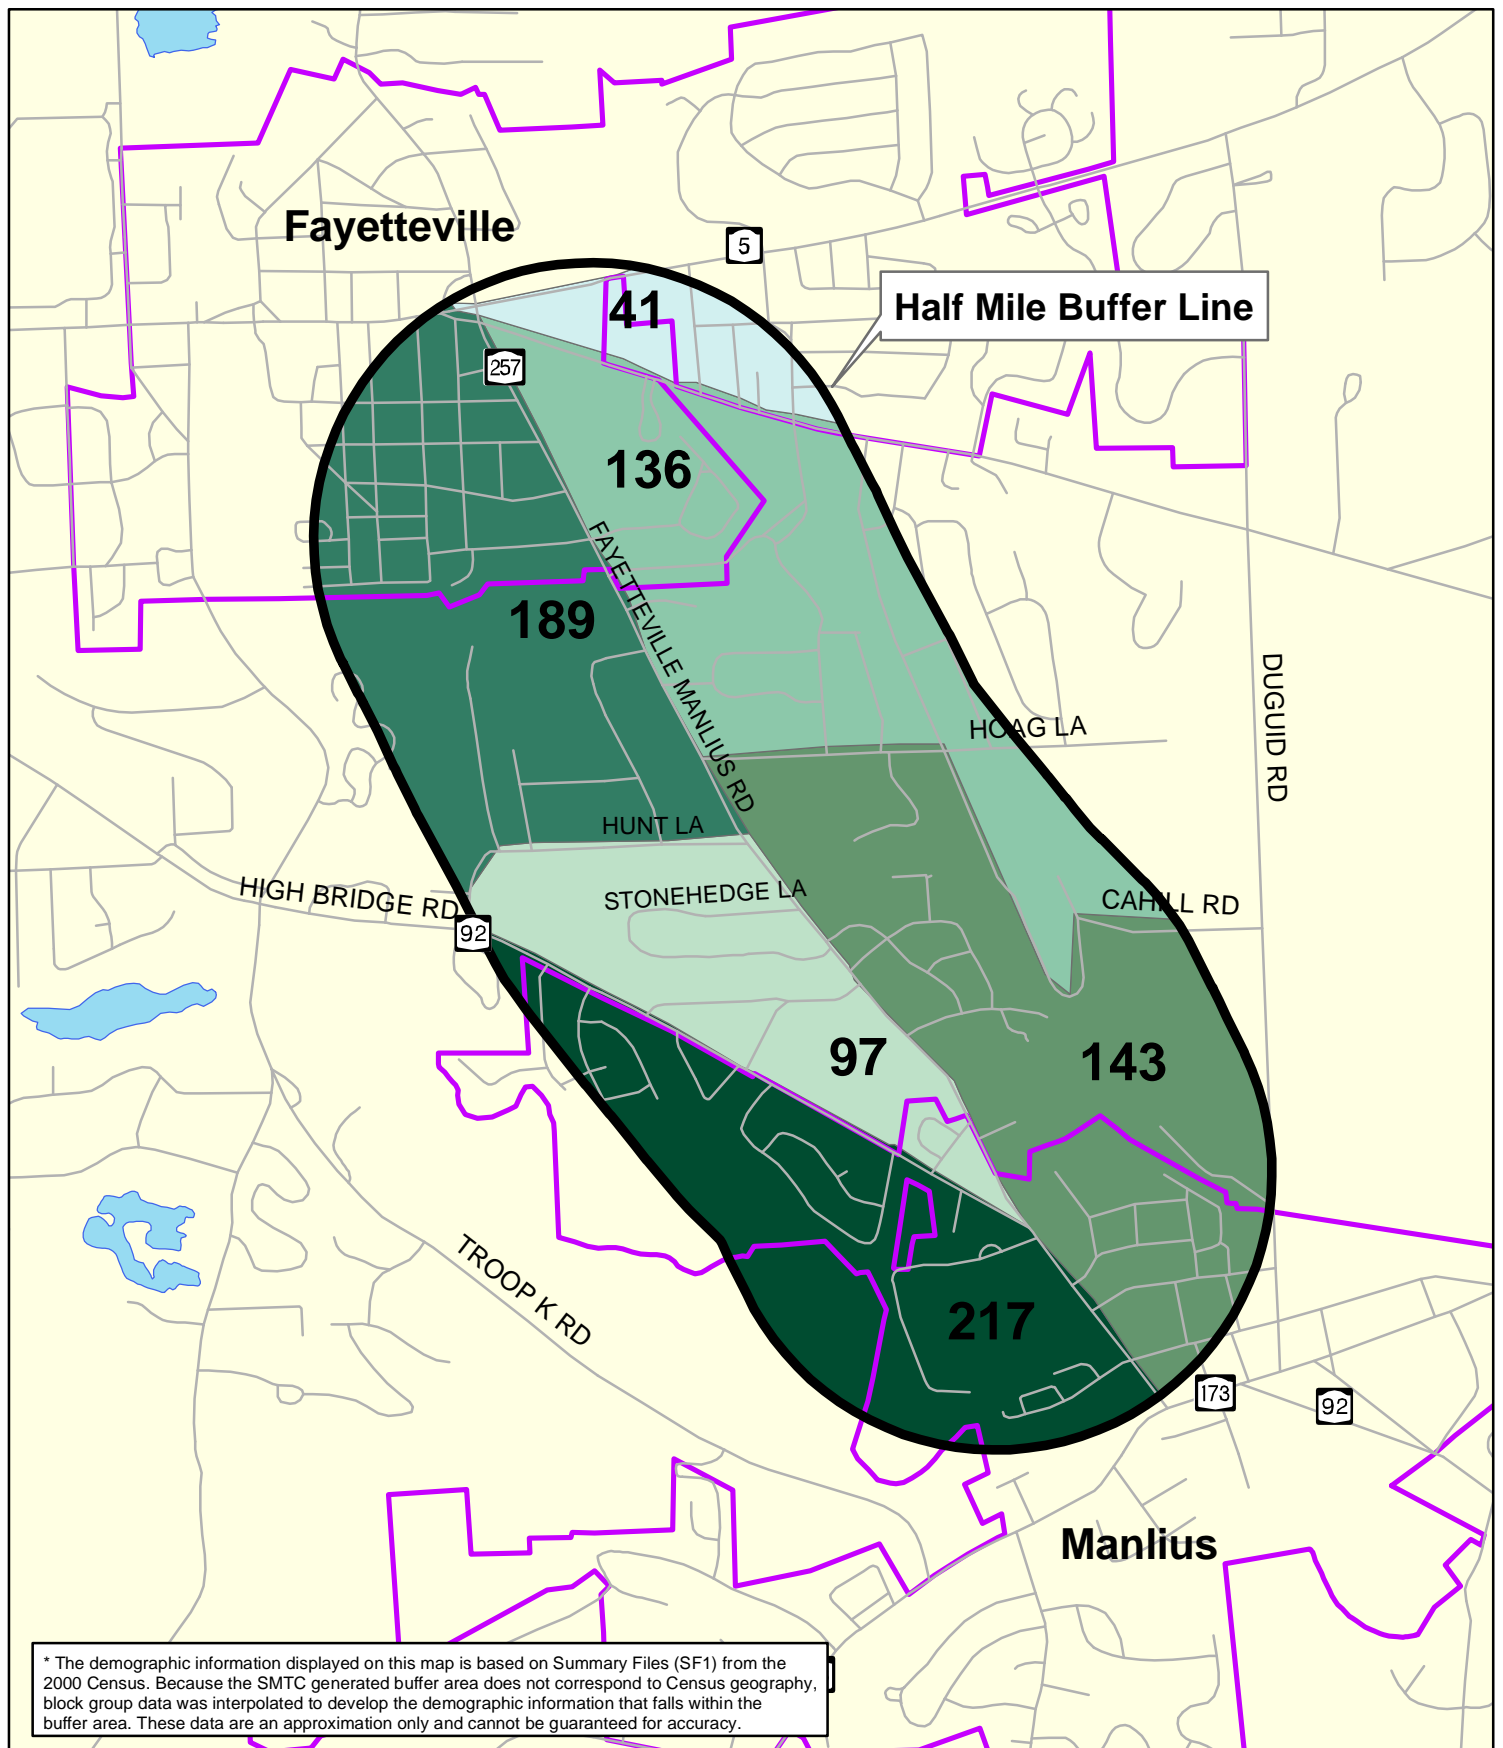 Fayetteville
5
41
Half Mile Buffer Line
257
136
FAYETTEVILLE MANLIUS RD
189
DUGUID RD
HOAG LA
HUNT LA
STONEHEDGE LA
HIGH BRIDGE RD
CAHILL RD
92
97
143
TROOP K RD
217
173
92
Manlius
* The demographic information displayed on this map is based on Summary Files (SF1) from the
2000 Census. Because the SMTC generated buffer area does not correspond to Census geography,
block group data was interpolated to develop the demographic information that falls within the
buffer area. These data are an approximation only and cannot be guaranteed for accuracy.